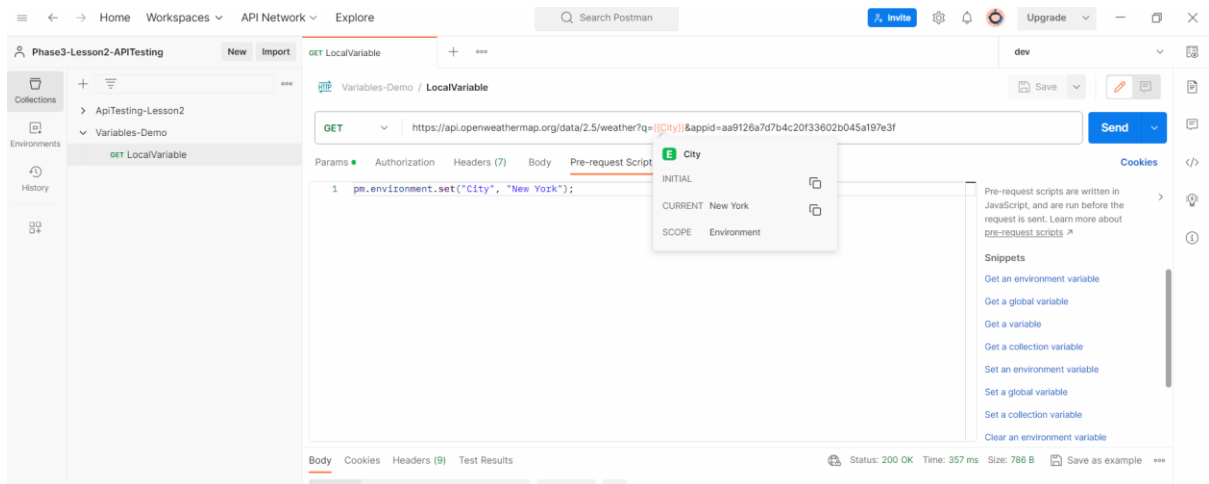 Home Workspaces API Network Explore Search Postman Invite Upgrade
Phase3-Lesson2-APITesting New Import GET LocalVariable dev
Collections
Environments
History
ApiTesting-Lesson2
Variables-Demo
GET LocalVariable
HTTP Variables-Demo / LocalVariable Save
GET https://api.openweathermap.org/data/2.5/weather?q={{City}}&appid=aa9126a7d7b4c20f33602b045a197e3f Send
Params Authorization Headers (7) Body Pre-request Script Cookies
1 pm.environment.set("City", "New York");
E City
INITIAL
CURRENT New York
SCOPE Environment
Pre-request scripts are written in
JavaScript, and are run before the
request is sent. Learn more about
pre-request scripts
Snippets
Get an environment variable
Get a global variable
Get a variable
Get a collection variable
Set an environment variable
Set a global variable
Set a collection variable
Clear an environment variable
Body Cookies Headers (9) Test Results Status: 200 OK Time: 357 ms Size: 786 B Save as example